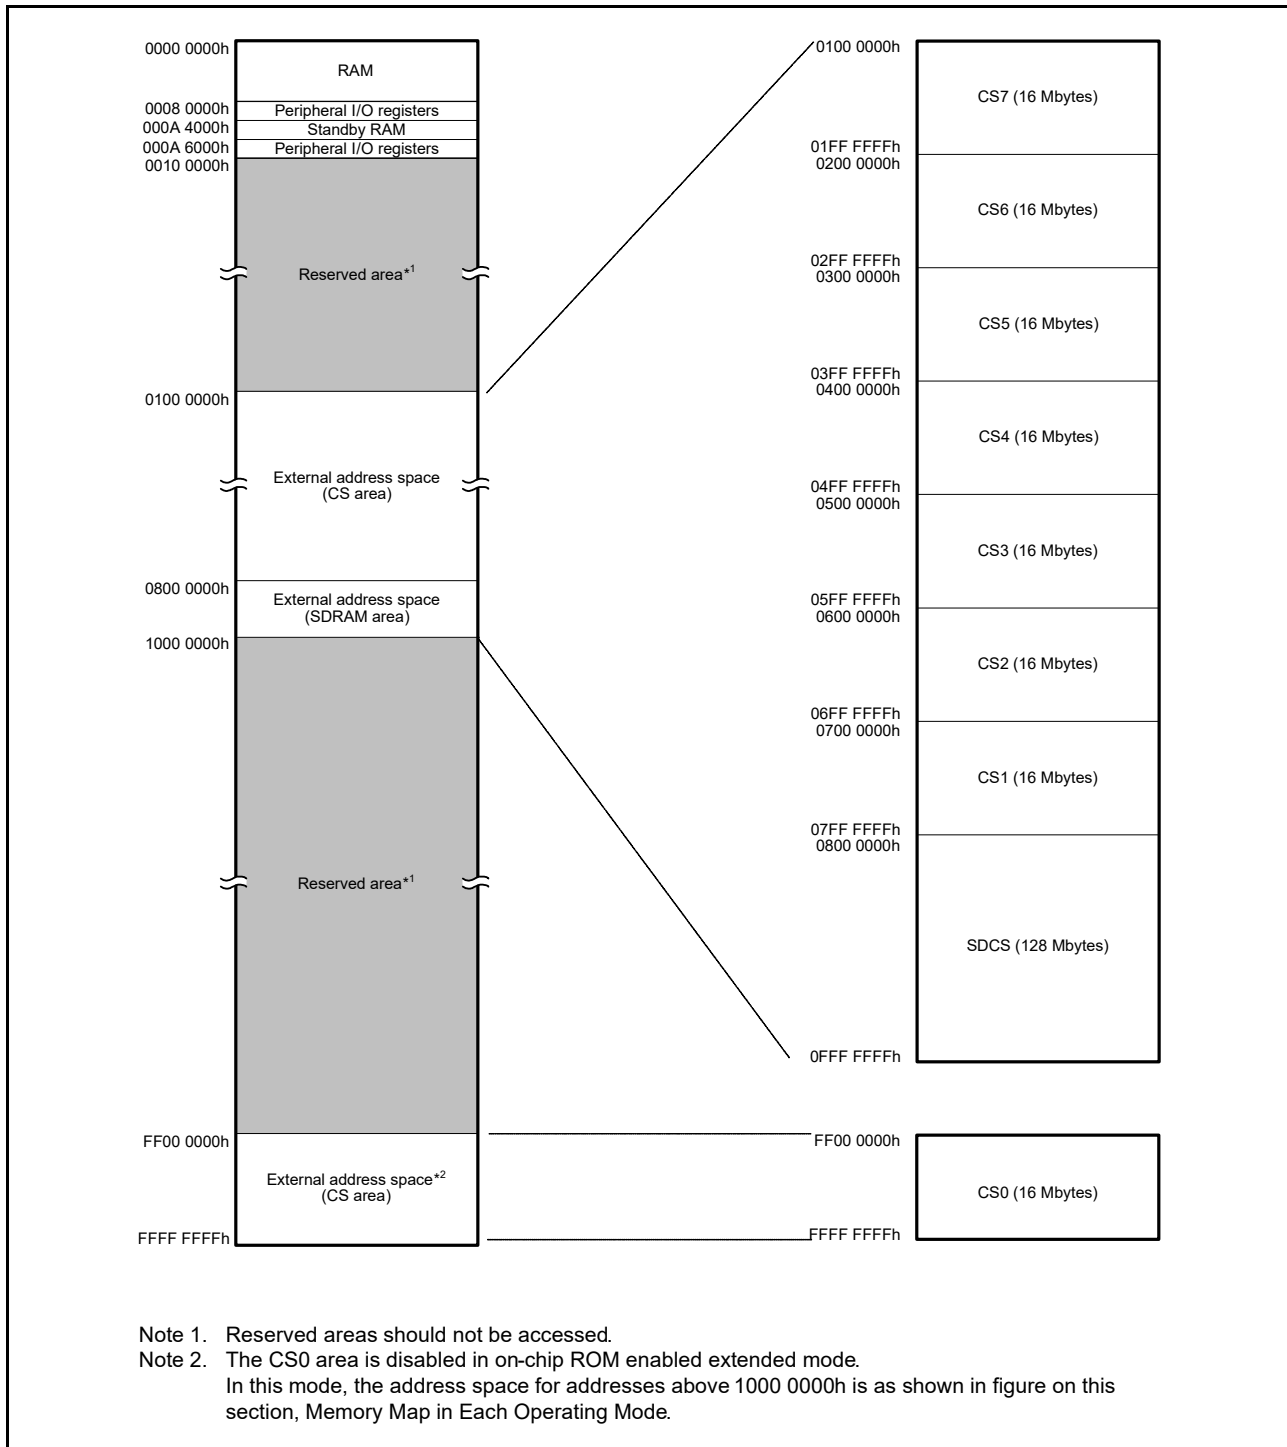 0000 0000h
RAM
0008 0000h
Peripheral I/O registers
000A 4000h
Standby RAM
000A 6000h
Peripheral I/O registers
0010 0000h
Reserved area*1
0100 0000h
External address space
(CS area)
0800 0000h
External address space
(SDRAM area)
1000 0000h
Reserved area*1
FF00 0000h
External address space*2
(CS area)
FFFF FFFFh
0100 0000h
CS7 (16 Mbytes)
01FF FFFFh
0200 0000h
CS6 (16 Mbytes)
02FF FFFFh
0300 0000h
CS5 (16 Mbytes)
03FF FFFFh
0400 0000h
CS4 (16 Mbytes)
04FF FFFFh
0500 0000h
CS3 (16 Mbytes)
05FF FFFFh
0600 0000h
CS2 (16 Mbytes)
06FF FFFFh
0700 0000h
CS1 (16 Mbytes)
07FF FFFFh
0800 0000h
SDCS (128 Mbytes)
0FFF FFFFh
FF00 0000h
CS0 (16 Mbytes)
FFFF FFFFh
Note 1. Reserved areas should not be accessed.
Note 2. The CS0 area is disabled in on-chip ROM enabled extended mode.
In this mode, the address space for addresses above 1000 0000h is as shown in figure on this
section, Memory Map in Each Operating Mode.